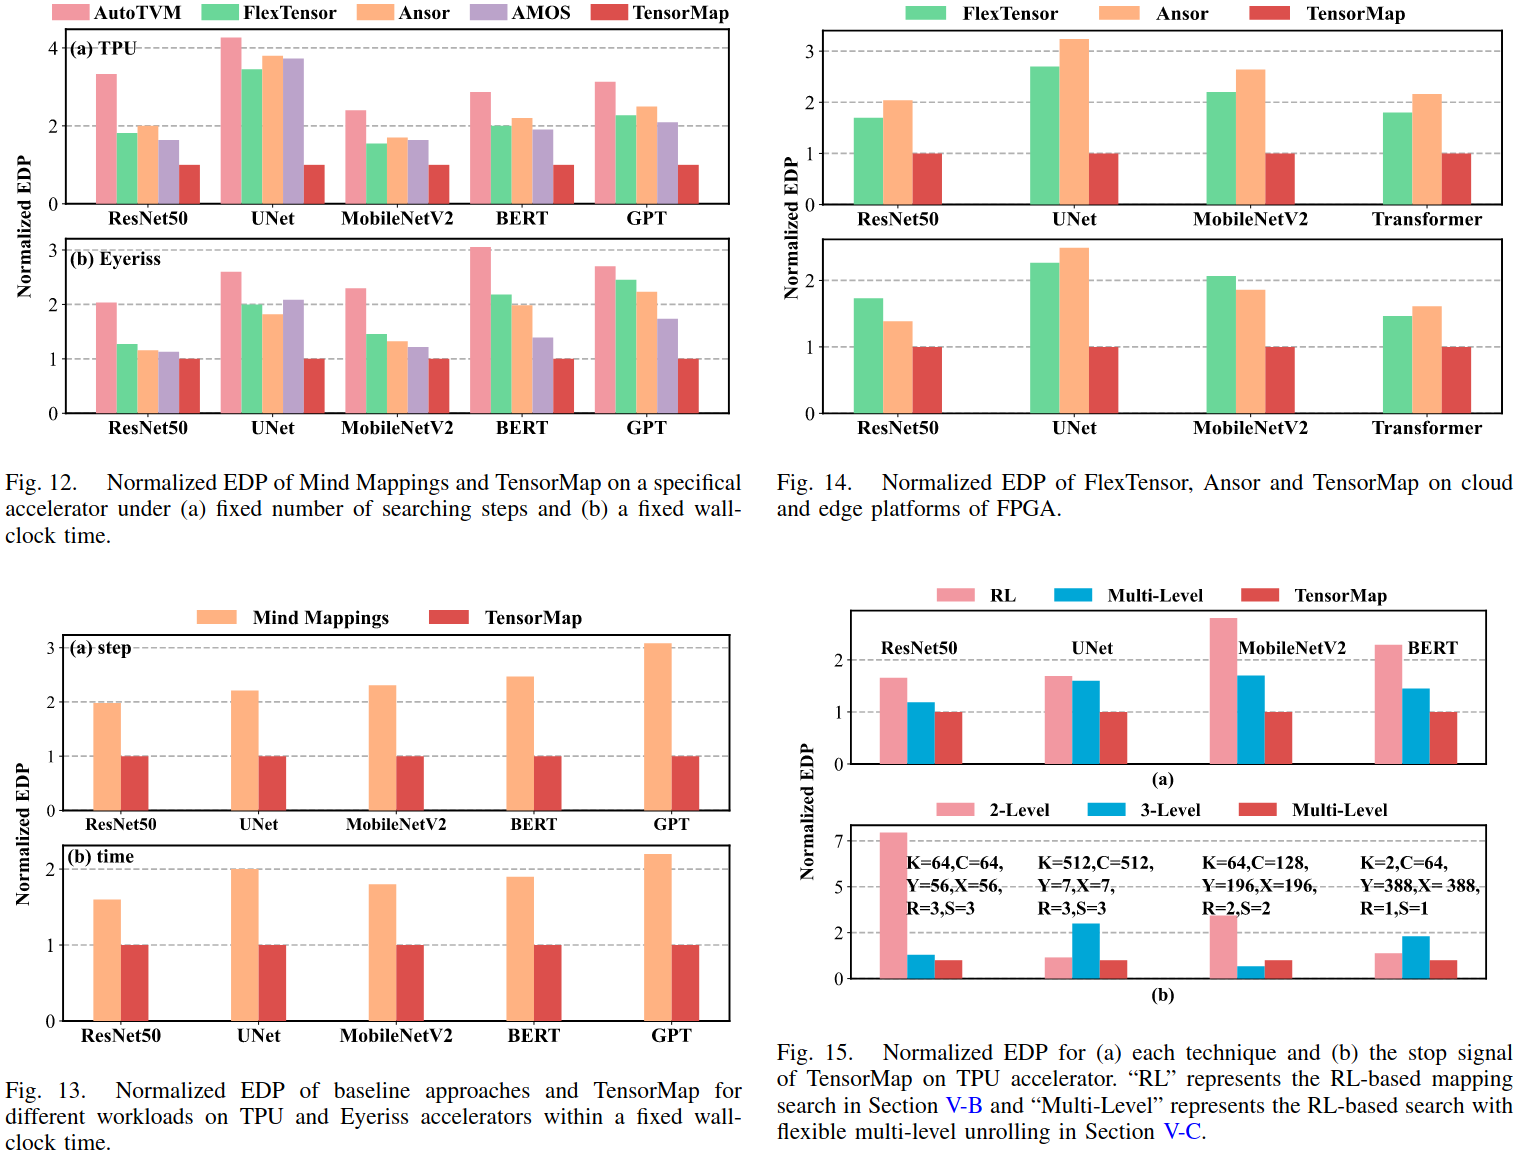 AutoTVM FlexTensor Ansor AMOS TensorMap
(a) TPU
4
2
0
ResNet50 UNet MobileNetV2 BERT GPT
(b) Eyeriss
3
2
1
0
ResNet50 UNet MobileNetV2 BERT GPT
Normalized EDP
Fig. 12. Normalized EDP of Mind Mappings and TensorMap on a specifical
accelerator under (a) fixed number of searching steps and (b) a fixed wall-
clock time.
Mind Mappings TensorMap
(a) step
3
2
1
0
ResNet50 UNet MobileNetV2 BERT GPT
(b) time
2
1
0
ResNet50 UNet MobileNetV2 BERT GPT
Normalized EDP
Fig. 13. Normalized EDP of baseline approaches and TensorMap for
different workloads on TPU and Eyeriss accelerators within a fixed wall-
clock time.
FlexTensor Ansor TensorMap
3
2
1
0
ResNet50 UNet MobileNetV2 Transformer
2
1
0
ResNet50 UNet MobileNetV2 Transformer
Normalized EDP
Fig. 14. Normalized EDP of FlexTensor, Ansor and TensorMap on cloud
and edge platforms of FPGA.
RL Multi-Level TensorMap
ResNet50 UNet MobileNetV2 BERT
2
1
0
(a)
2-Level 3-Level Multi-Level
7
5
2
0
K=64,C=64,
Y=56,X=56,
R=3,S=3
K=512,C=512,
Y=7,X=7,
R=3,S=3
K=64,C=128,
Y=196,X=196,
R=2,S=2
K=2,C=64,
Y=388,X= 388,
R=1,S=1
(b)
Normalized EDP
Fig. 15. Normalized EDP for (a) each technique and (b) the stop signal
of TensorMap on TPU accelerator. “RL” represents the RL-based mapping
search in Section V-B and “Multi-Level” represents the RL-based search with
flexible multi-level unrolling in Section V-C.